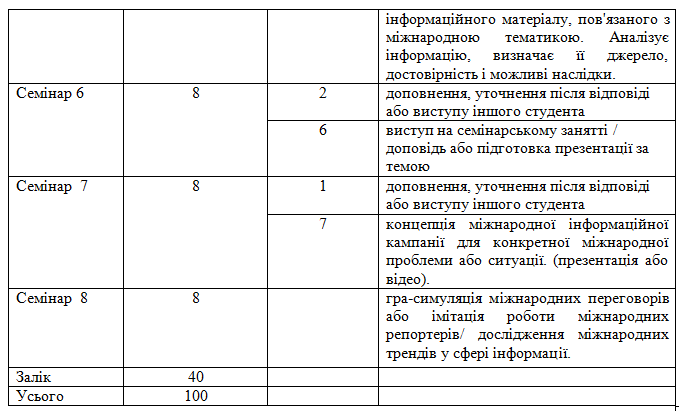 інформаційного матеріалу, пов'язаного з
міжнародною тематикою. Аналізує
інформацію, визначає її джерело,
достовірність і можливі наслідки.
Семінар 6 8 2 доповнення, уточнення після відповіді
або виступу іншого студента
6 виступ на семінарському занятті /
доповідь або підготовка презентації за
темою
Семінар 7 8 1 доповнення, уточнення після відповіді
або виступу іншого студента
7 концепція міжнародної інформаційної
кампанії для конкретної міжнародної
проблеми або ситуації. (презентація або
відео).
Семінар 8 8 гра-симуляція міжнародних переговорів
або імітація роботи міжнародних
репортерів/ дослідження міжнародних
трендів у сфері інформації.
Залік 40
Усього 100